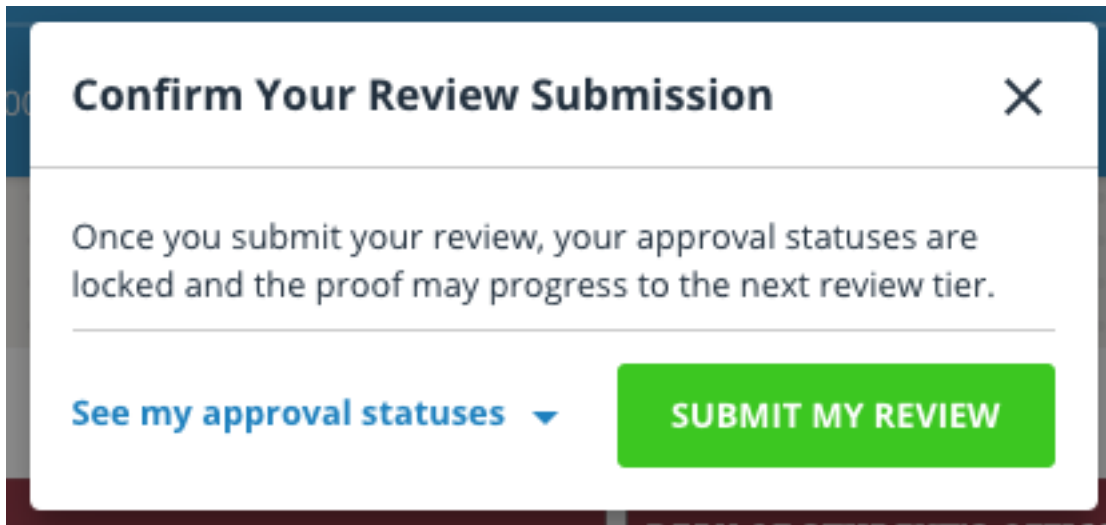 Confirm Your Review Submission
Once you submit your review, your approval statuses are
locked and the proof may progress to the next review tier.
See my approval statuses
SUBMIT MY REVIEW